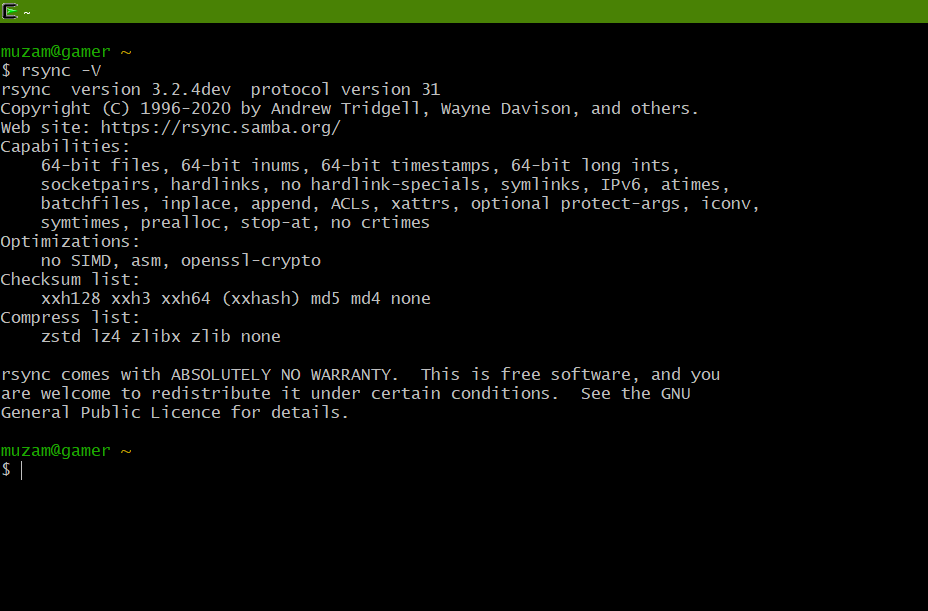 ~
muzam@gamer ~
$ rsync -V
rsync  version 3.2.4dev  protocol version 31
Copyright (C) 1996-2020 by Andrew Tridgell, Wayne Davison, and others.
Web site: https://rsync.samba.org/
Capabilities:
    64-bit files, 64-bit inums, 64-bit timestamps, 64-bit long ints,
    socketpairs, hardlinks, no hardlink-specials, symlinks, IPv6, atimes,
    batchfiles, inplace, append, ACLs, xattrs, optional protect-args, iconv,
    symtimes, prealloc, stop-at, no crtimes
Optimizations:
    no SIMD, asm, openssl-crypto
Checksum list:
    xxh128 xxh3 xxh64 (xxhash) md5 md4 none
Compress list:
    zstd lz4 zlibx zlib none
rsync comes with ABSOLUTELY NO WARRANTY.  This is free software, and you
are welcome to redistribute it under certain conditions.  See the GNU
General Public Licence for details.
muzam@gamer ~
$